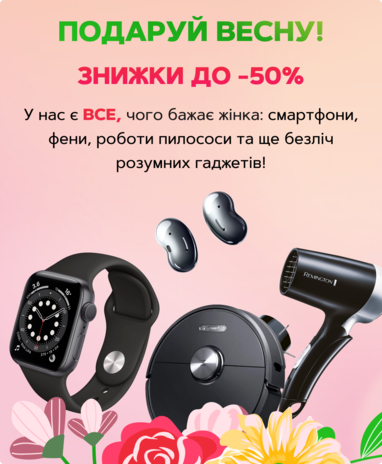 ПОДАРУЙ ВЕСНУ!
ЗНИЖКИ ДО -50%
У нас є ВСЕ, чого бажає жінка: смартфони,
фени, роботи пилососи та ще безліч
розумних гаджетів!
REMINGTON